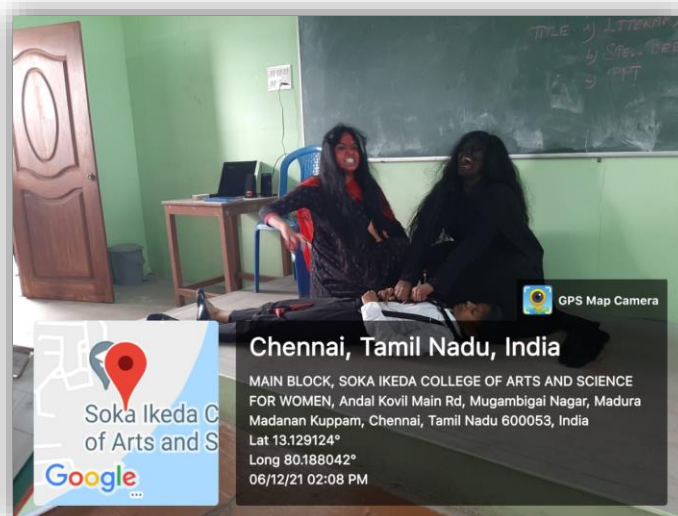 TITLE a) LITERARY
b) SPELL BEE
c) PPT
GPS Map Camera
Soka Ikeda C
of Arts and S
Google
Chennai, Tamil Nadu, India
MAIN BLOCK, SOKA IKEDA COLLEGE OF ARTS AND SCIENCE
FOR WOMEN, Andal Kovil Main Rd, Mugambigai Nagar, Madura
Madanan Kuppam, Chennai, Tamil Nadu 600053, India
Lat 13.129124°
Long 80.188042°
06/12/21 02:08 PM